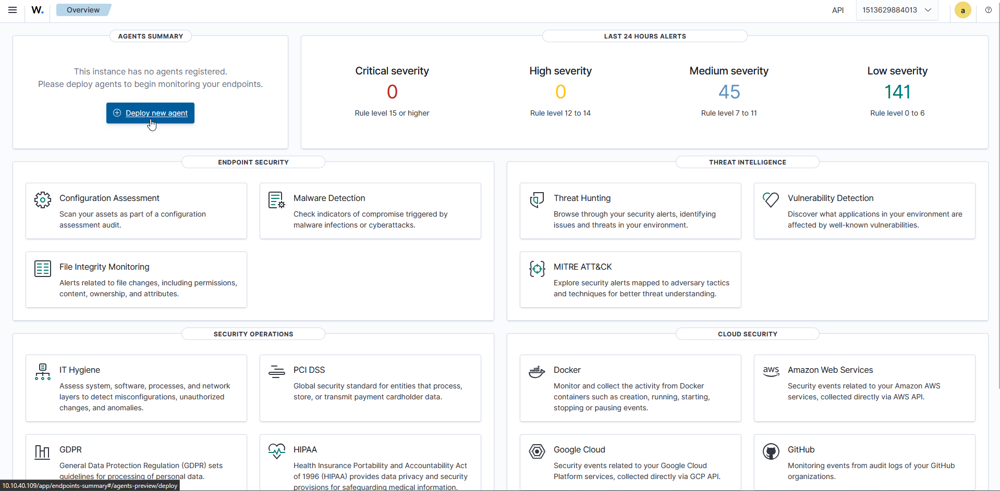 W.
Overview
API
1513629884013
a
AGENTS SUMMARY
This instance has no agents registered.
Please deploy agents to begin monitoring your endpoints.
Deploy new agent
LAST 24 HOURS ALERTS
Critical severity
0
Rule level 15 or higher
High severity
0
Rule level 12 to 14
Medium severity
45
Rule level 7 to 11
Low severity
141
Rule level 0 to 6
ENDPOINT SECURITY
Configuration Assessment
Scan your assets as part of a configuration
assessment audit.
Malware Detection
Check indicators of compromise triggered by
malware infections or cyberattacks.
File Integrity Monitoring
Alerts related to file changes, including permissions,
content, ownership, and attributes.
THREAT INTELLIGENCE
Threat Hunting
Browse through your security alerts, identifying
issues and threats in your environment.
Vulnerability Detection
Discover what applications in your environment are
affected by well-known vulnerabilities.
MITRE ATT&CK
Explore security alerts mapped to adversary tactics
and techniques for better threat understanding.
SECURITY OPERATIONS
IT Hygiene
Assess system, software, processes, and network
layers to detect misconfigurations, unauthorized
changes, and anomalies.
PCI DSS
Global security standard for entities that process,
store, or transmit payment cardholder data.
GDPR
General Data Protection Regulation (GDPR) sets
guidelines for processing of personal data.
HIPAA
Health Insurance Portability and Accountability Act
of 1996 (HIPAA) provides data privacy and security
provisions for safeguarding medical information.
CLOUD SECURITY
Docker
Monitor and collect the activity from Docker
containers such as creation, running, starting,
stopping or pausing events.
aws
Amazon Web Services
Security events related to your Amazon AWS
services, collected directly via AWS API.
Google Cloud
Security events related to your Google Cloud
Platform services, collected directly via GCP API.
GitHub
Monitoring events from audit logs of your GitHub
organizations.
10.10.40.109/app/endpoints-summary#/agents-preview/deploy